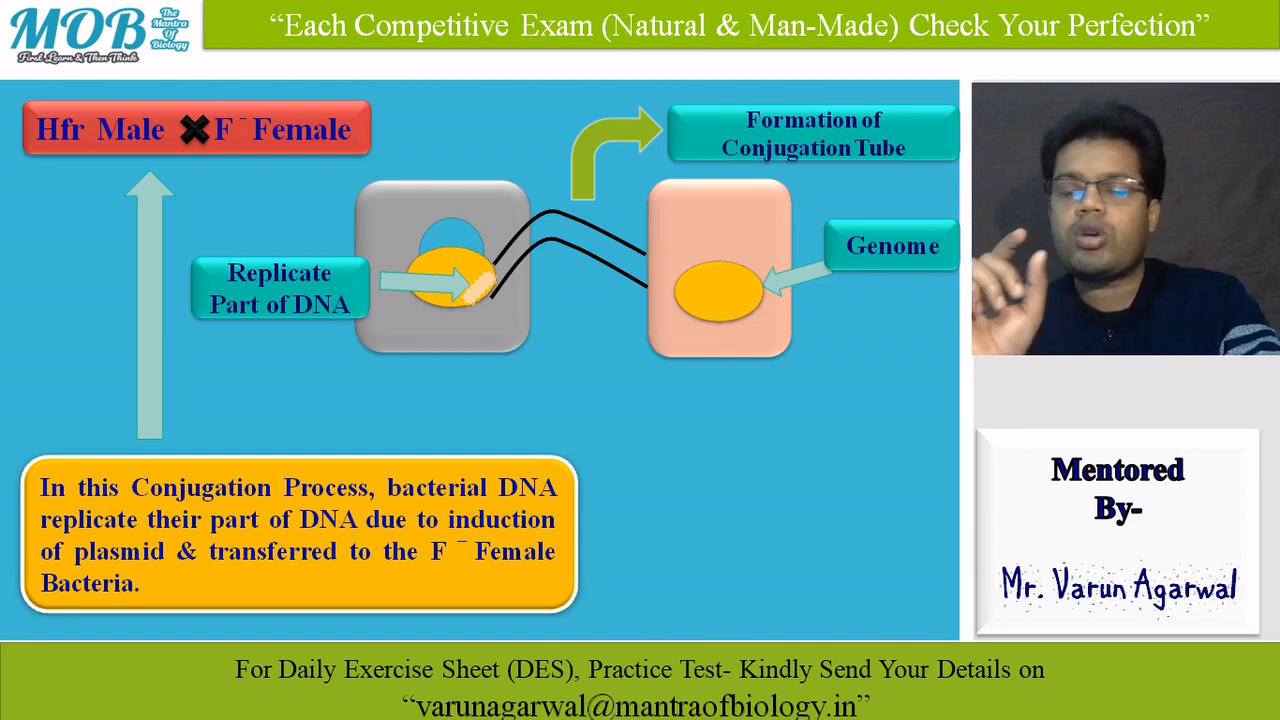 MOB The Mantra Of Biology
First Learn & Then Think
“Each Competitive Exam (Natural & Man-Made) Check Your Perfection”
Hfr Male ✖ F⁻ Female
Formation of
Conjugation Tube
Genome
Replicate
Part of DNA
In this Conjugation Process, bacterial DNA
replicate their part of DNA due to induction
of plasmid & transferred to the F⁻ Female
Bacteria.
Mentored
By-
Mr. Varun Agarwal
For Daily Exercise Sheet (DES), Practice Test- Kindly Send Your Details on
“varunagarwal@mantraofbiology.in”